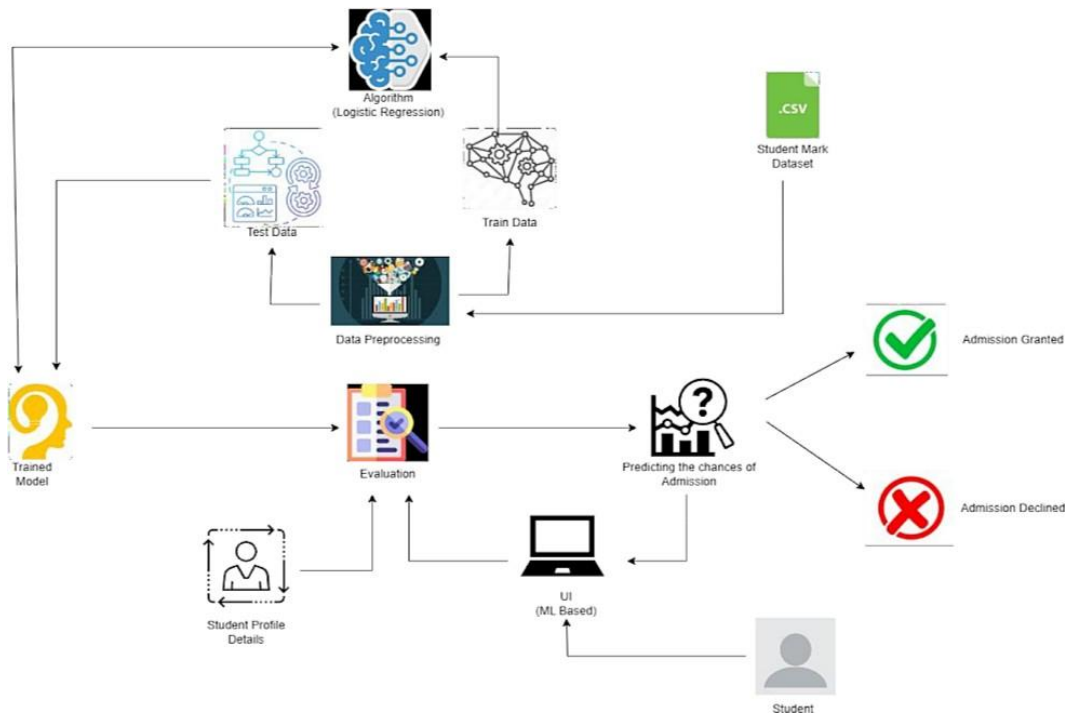 Algorithm
(Logistic Regression)
.CSV
Student Mark
Dataset
Test Data
Train Data
Data Preprocessing
Admission Granted
Trained
Model
Evaluation
?
Predicting the chances of
Admission
Admission Declined
Student Profile
Details
UI
(ML Based)
Student